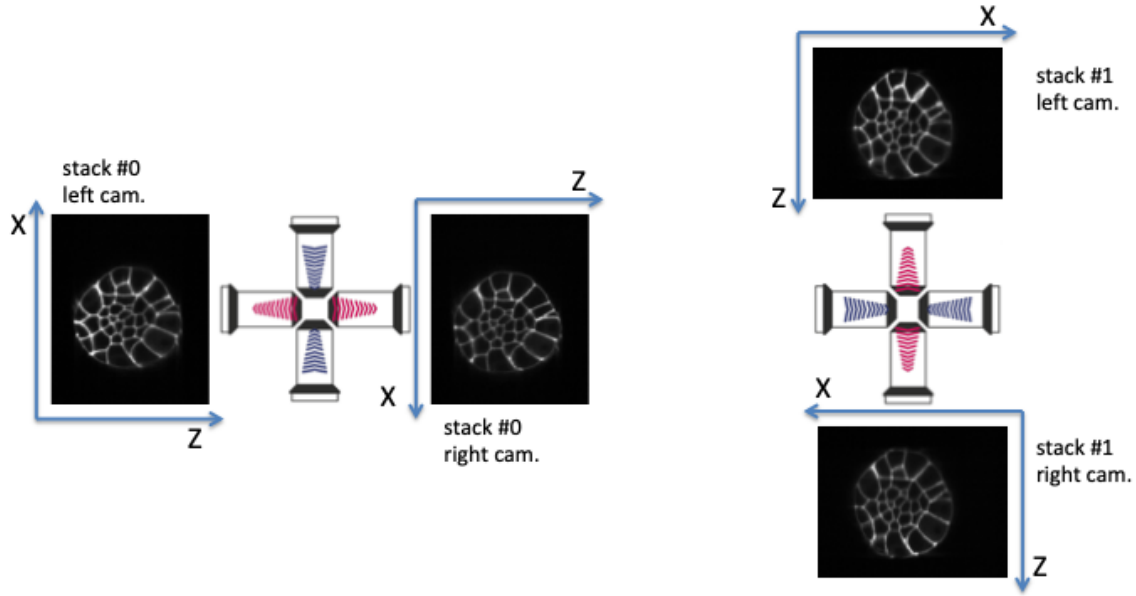 stack #0
left cam.
X
Z
Z
X
stack #0
right cam.
X
stack #1
left cam.
Z
X
stack #1
right cam.
Z